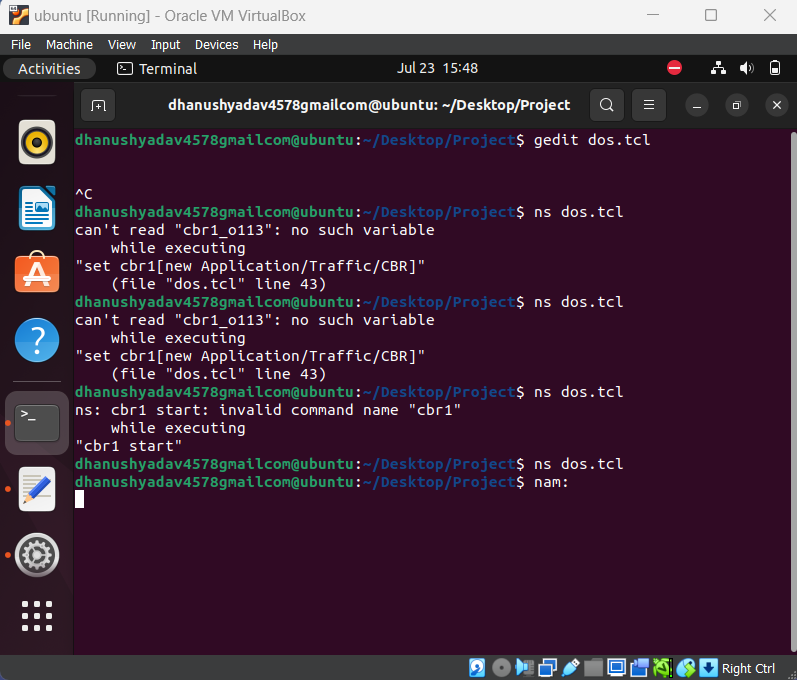 ubuntu [Running] - Oracle VM VirtualBox
File Machine View Input Devices Help
Activities Terminal Jul 23 15:48
dhanushyadav4578gmailcom@ubuntu: ~/Desktop/Project
dhanushyadav4578gmailcom@ubuntu:~/Desktop/Project$ gedit dos.tcl
^C
dhanushyadav4578gmailcom@ubuntu:~/Desktop/Project$ ns dos.tcl
can't read "cbr1_o113": no such variable
    while executing
"set cbr1[new Application/Traffic/CBR]"
    (file "dos.tcl" line 43)
dhanushyadav4578gmailcom@ubuntu:~/Desktop/Project$ ns dos.tcl
can't read "cbr1_o113": no such variable
    while executing
"set cbr1[new Application/Traffic/CBR]"
    (file "dos.tcl" line 43)
dhanushyadav4578gmailcom@ubuntu:~/Desktop/Project$ ns dos.tcl
ns: cbr1 start: invalid command name "cbr1"
    while executing
"cbr1 start"
dhanushyadav4578gmailcom@ubuntu:~/Desktop/Project$ ns dos.tcl
dhanushyadav4578gmailcom@ubuntu:~/Desktop/Project$ nam:
Right Ctrl